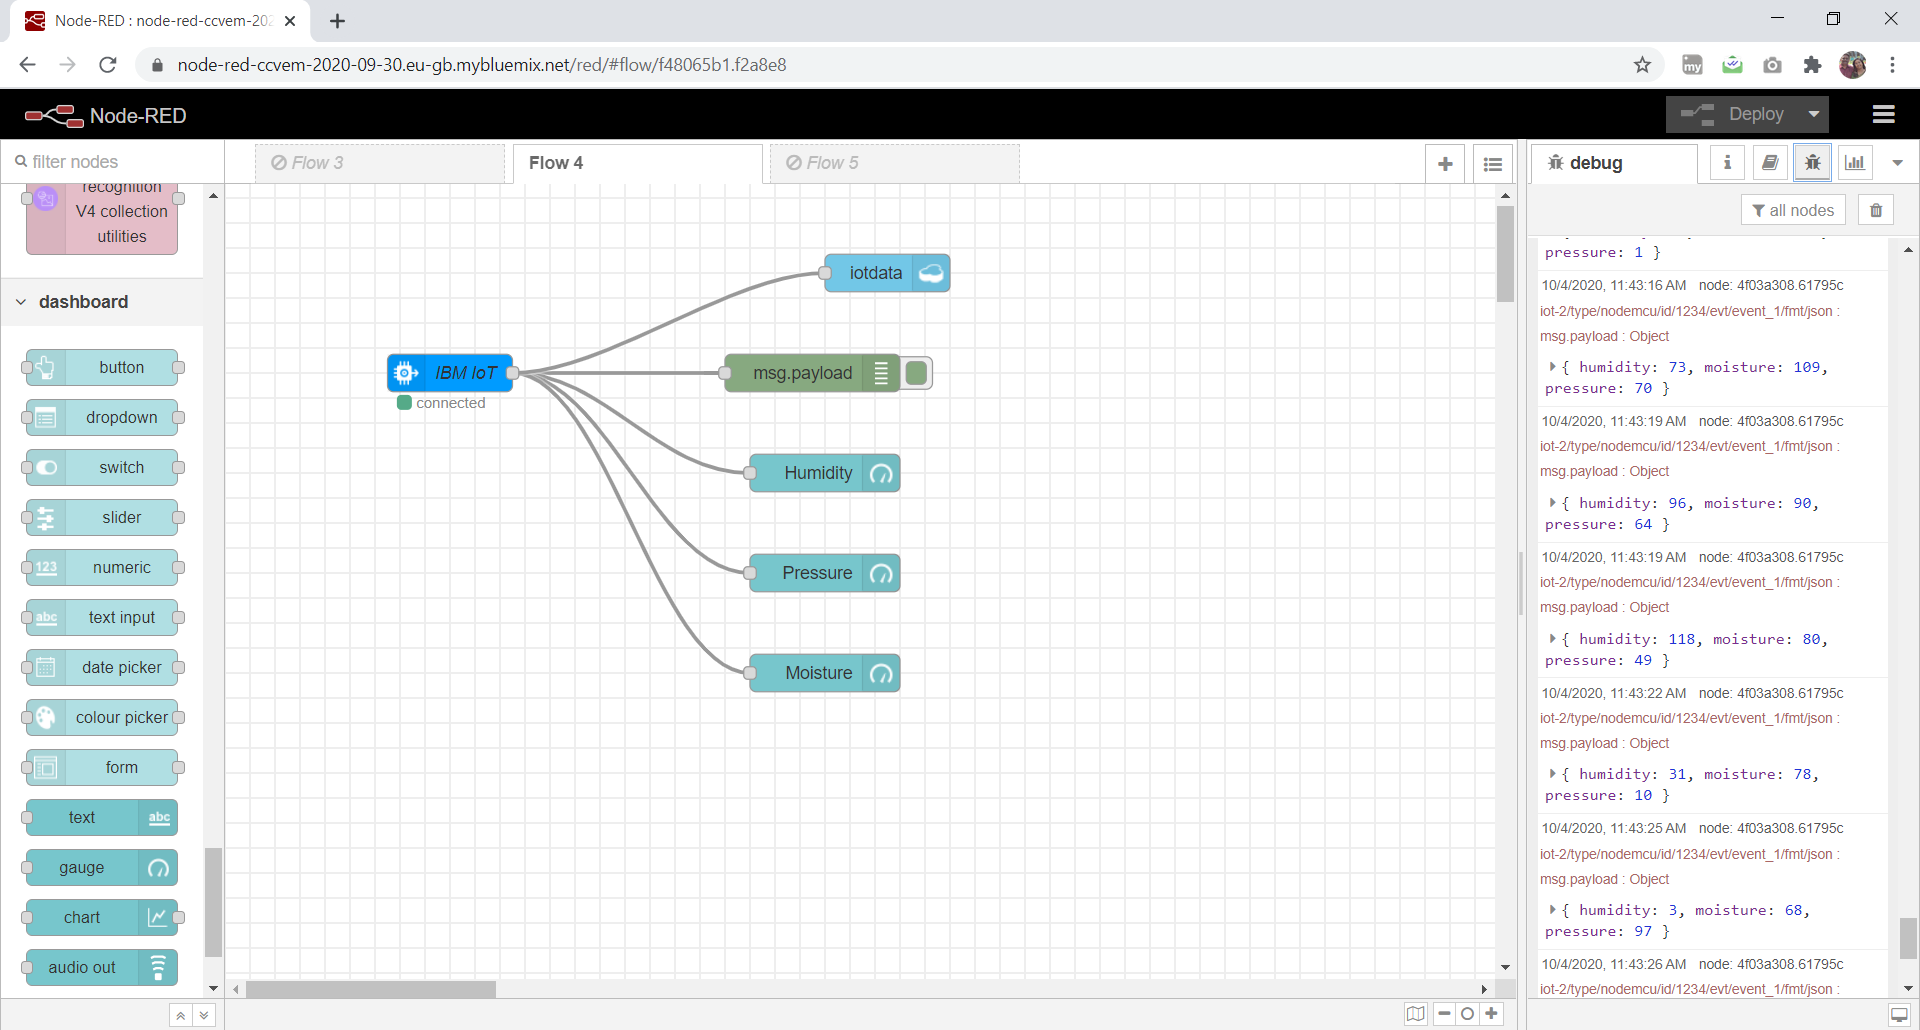 Node-RED : node-red-ccvem-202
node-red-ccvem-2020-09-30.eu-gb.mybluemix.net/red/#flow/f48065b1.f2a8e8
my
Node-RED
Deploy
filter nodes
Flow 3
Flow 4
Flow 5
debug
i
all nodes
recognition
V4 collection
utilities
dashboard
button
dropdown
switch
slider
123 numeric
abc text input
date picker
colour picker
form
text abc
gauge
chart
audio out
iotdata
IBM IoT
connected
msg.payload
Humidity
Pressure
Moisture
pressure: 1 }
10/4/2020, 11:43:16 AM node: 4f03a308.61795c
iot-2/type/nodemcu/id/1234/evt/event_1/fmt/json :
msg.payload : Object
{ humidity: 73, moisture: 109,
pressure: 70 }
10/4/2020, 11:43:19 AM node: 4f03a308.61795c
iot-2/type/nodemcu/id/1234/evt/event_1/fmt/json :
msg.payload : Object
{ humidity: 96, moisture: 90,
pressure: 64 }
10/4/2020, 11:43:19 AM node: 4f03a308.61795c
iot-2/type/nodemcu/id/1234/evt/event_1/fmt/json :
msg.payload : Object
{ humidity: 118, moisture: 80,
pressure: 49 }
10/4/2020, 11:43:22 AM node: 4f03a308.61795c
iot-2/type/nodemcu/id/1234/evt/event_1/fmt/json :
msg.payload : Object
{ humidity: 31, moisture: 78,
pressure: 10 }
10/4/2020, 11:43:25 AM node: 4f03a308.61795c
iot-2/type/nodemcu/id/1234/evt/event_1/fmt/json :
msg.payload : Object
{ humidity: 3, moisture: 68,
pressure: 97 }
10/4/2020, 11:43:26 AM node: 4f03a308.61795c
iot-2/type/nodemcu/id/1234/evt/event_1/fmt/json :